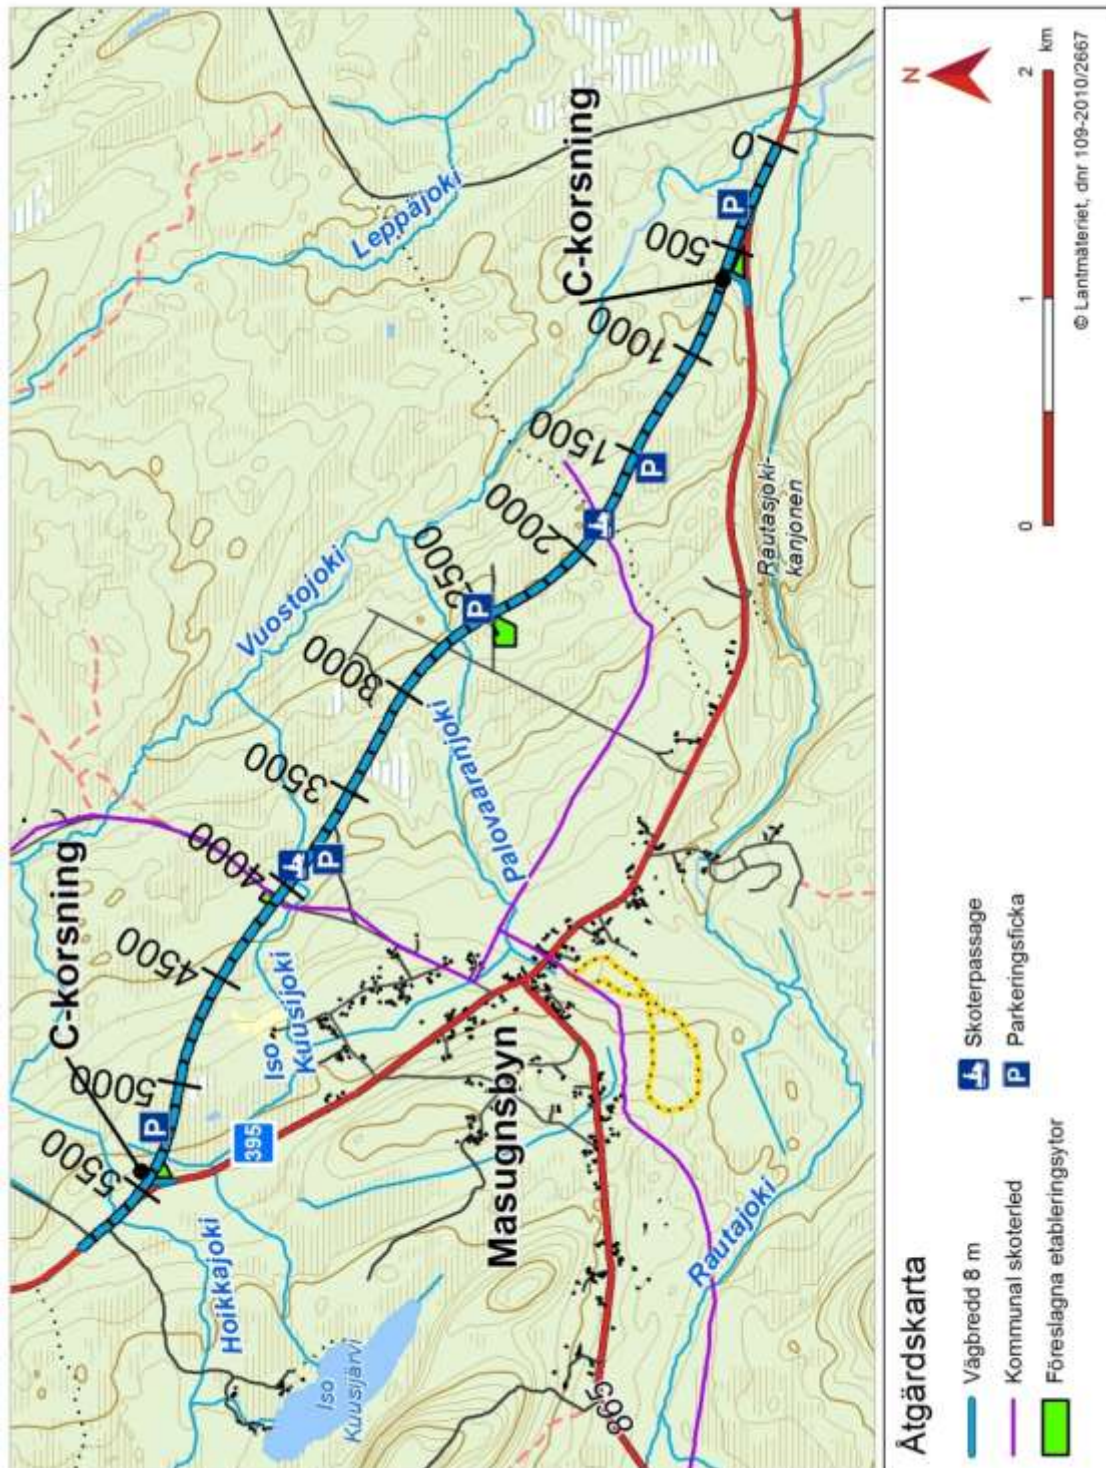 C-korsning
5500
5000
4500
4000
3500
3000
2500
2000
1500
1000
500
0
C-korsning
P
P
P
P
P
Vuostojoki
Leppäjoki
Hoikkajoki
Iso
Kuusijoki
Palovaaranjoki
395
Iso
Kuusijärvi
Masugnsbyn
Rautasjoki-
kanjonen
Rautajoki
865
Åtgärdskarta
Vägbredd 8 m
Kommunal skoterled
Föreslagna etableringsytor
Skoterpassage
P Parkeringsficka
N
0 1 2 km
© Lantmäteriet, dnr 109-2010/2667